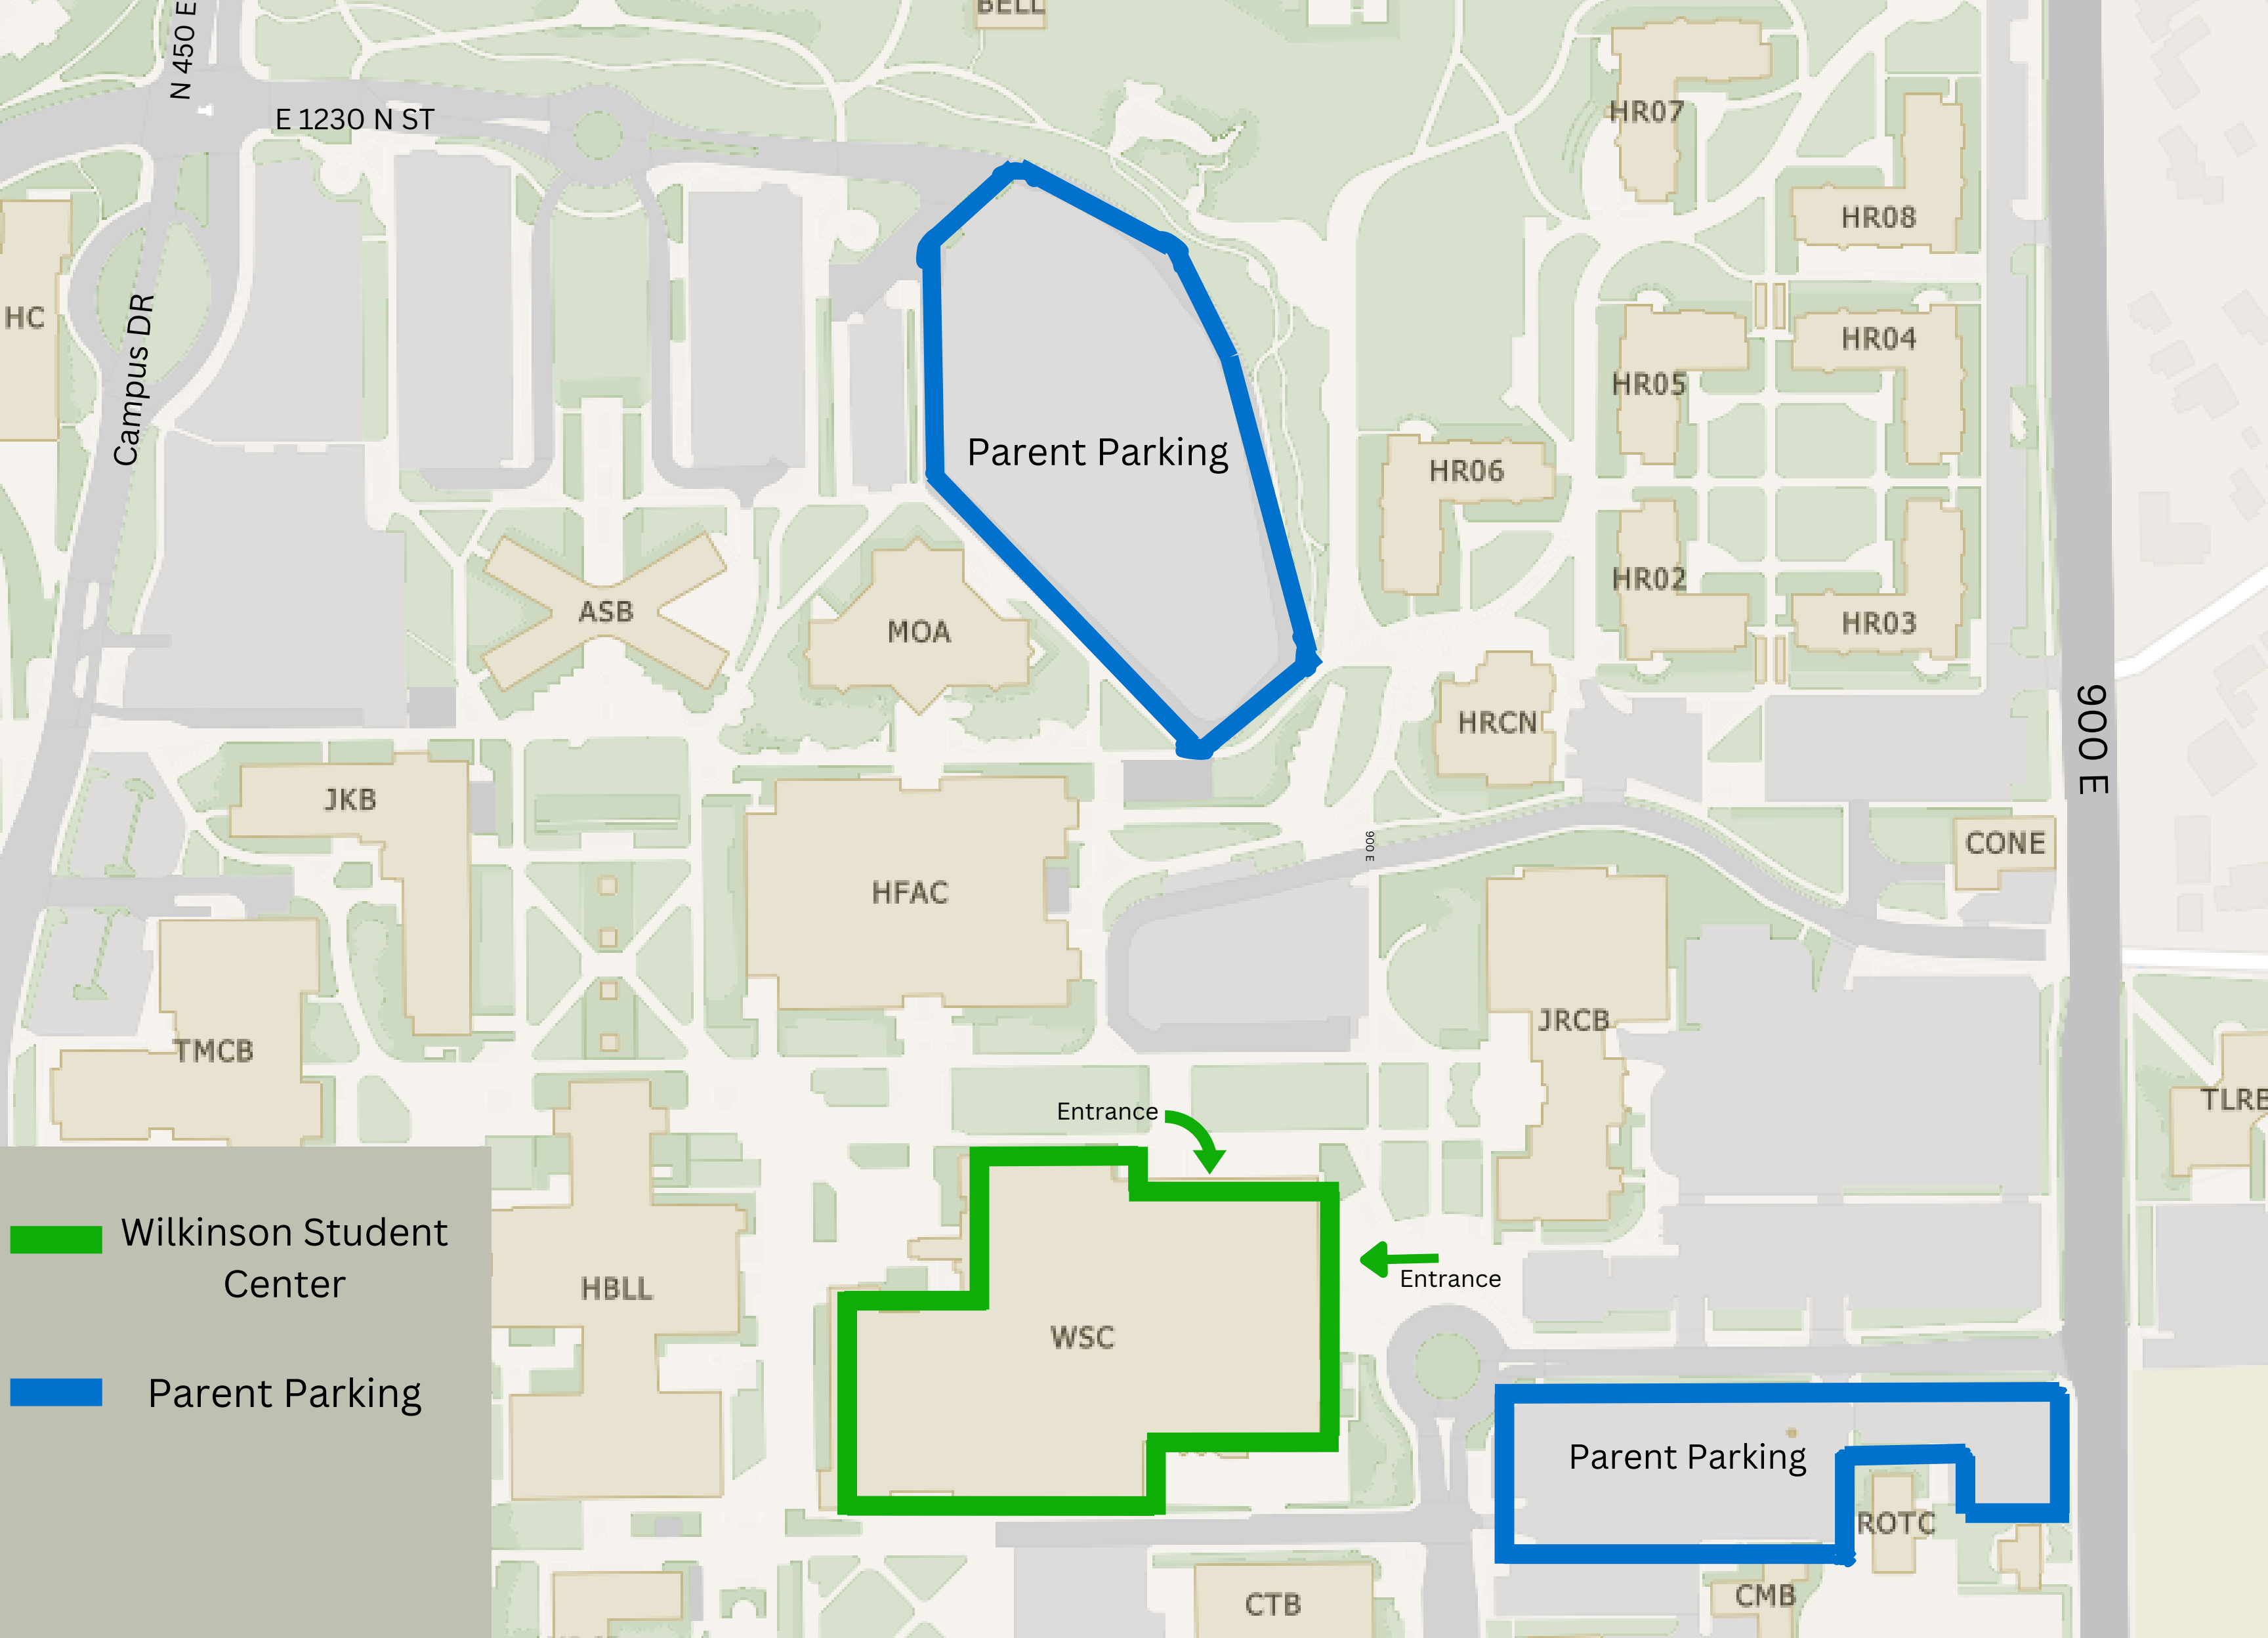 BELL
N 450 E
E 1230 N ST
HR07
HR08
HC
Campus DR
HR04
HR05
Parent Parking
HR06
HR02
ASB
MOA
HR03
HRCN
900 E
JKB
900 E
CONE
HFAC
JRCB
TMCB
TLRB
Entrance
Wilkinson Student
Center
Entrance
HBLL
WSC
Parent Parking
Parent Parking
ROTC
CMB
CTB